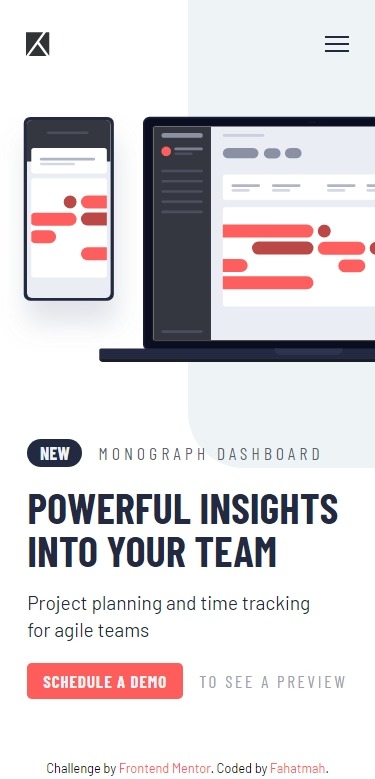 NEW MONOGRAPH DASHBOARD
POWERFUL INSIGHTS
INTO YOUR TEAM
Project planning and time tracking
for agile teams
SCHEDULE A DEMO TO SEE A PREVIEW
Challenge by Frontend Mentor. Coded by Fahatmah.